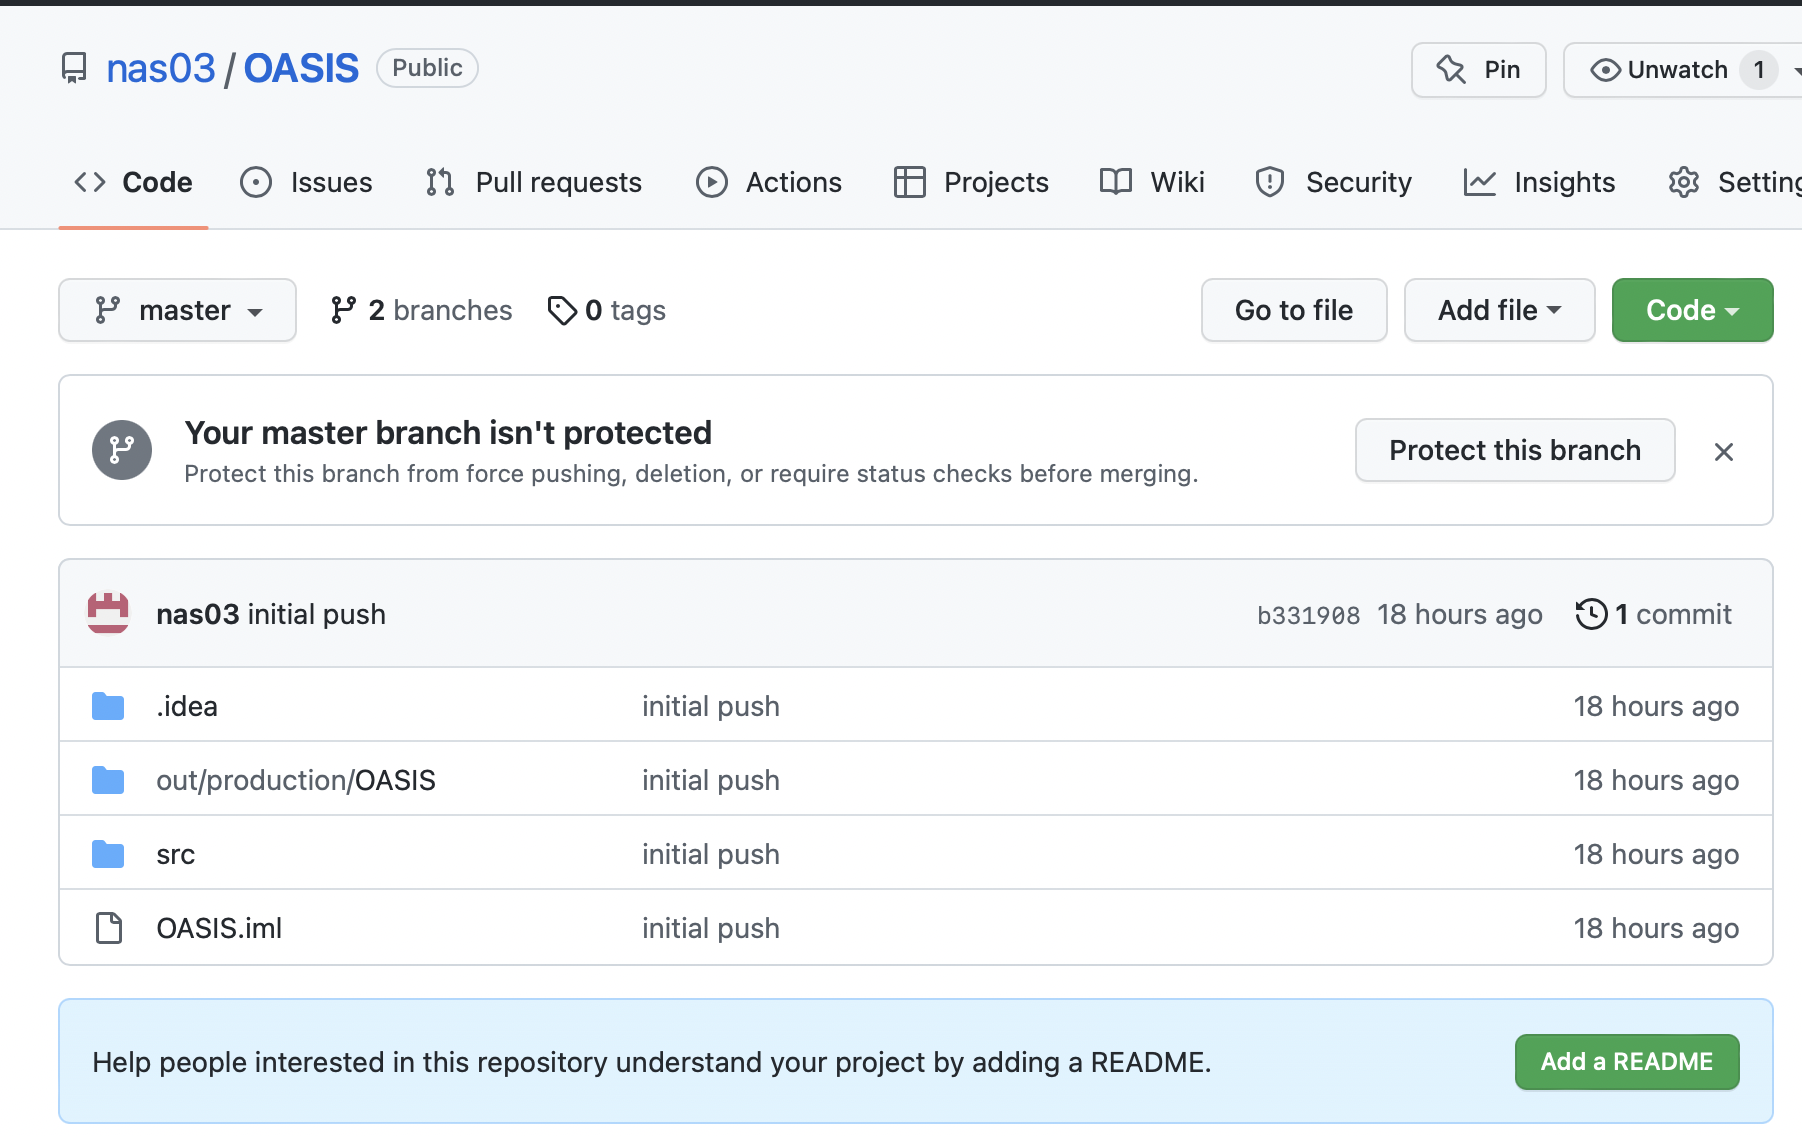 nas03 / OASIS Public Pin Unwatch 1
Code Issues Pull requests Actions Projects Wiki Security Insights Setting
master 2 branches 0 tags Go to file Add file Code
Your master branch isn't protected
Protect this branch from force pushing, deletion, or require status checks before merging.
Protect this branch
nas03 initial push b331908 18 hours ago 1 commit
.idea initial push 18 hours ago
out/production/OASIS initial push 18 hours ago
src initial push 18 hours ago
OASIS.iml initial push 18 hours ago
Help people interested in this repository understand your project by adding a README. Add a README